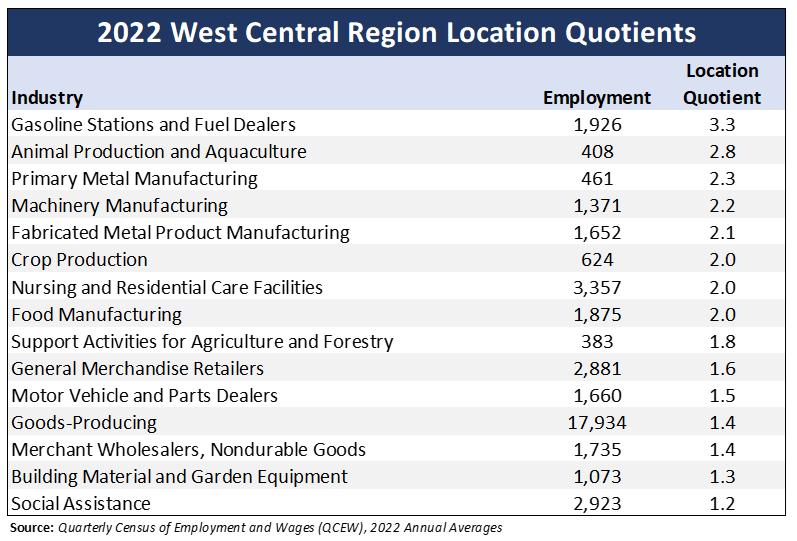 2022 West Central Region Location Quotients
Location
Industry Employment Quotient
Gasoline Stations and Fuel Dealers 1,926 3.3
Animal Production and Aquaculture 408 2.8
Primary Metal Manufacturing 461 2.3
Machinery Manufacturing 1,371 2.2
Fabricated Metal Product Manufacturing 1,652 2.1
Crop Production 624 2.0
Nursing and Residential Care Facilities 3,357 2.0
Food Manufacturing 1,875 2.0
Support Activities for Agriculture and Forestry 383 1.8
General Merchandise Retailers 2,881 1.6
Motor Vehicle and Parts Dealers 1,660 1.5
Goods-Producing 17,934 1.4
Merchant Wholesalers, Nondurable Goods 1,735 1.4
Building Material and Garden Equipment 1,073 1.3
Social Assistance 2,923 1.2
Source: Quarterly Census of Employment and Wages (QCEW), 2022 Annual Averages